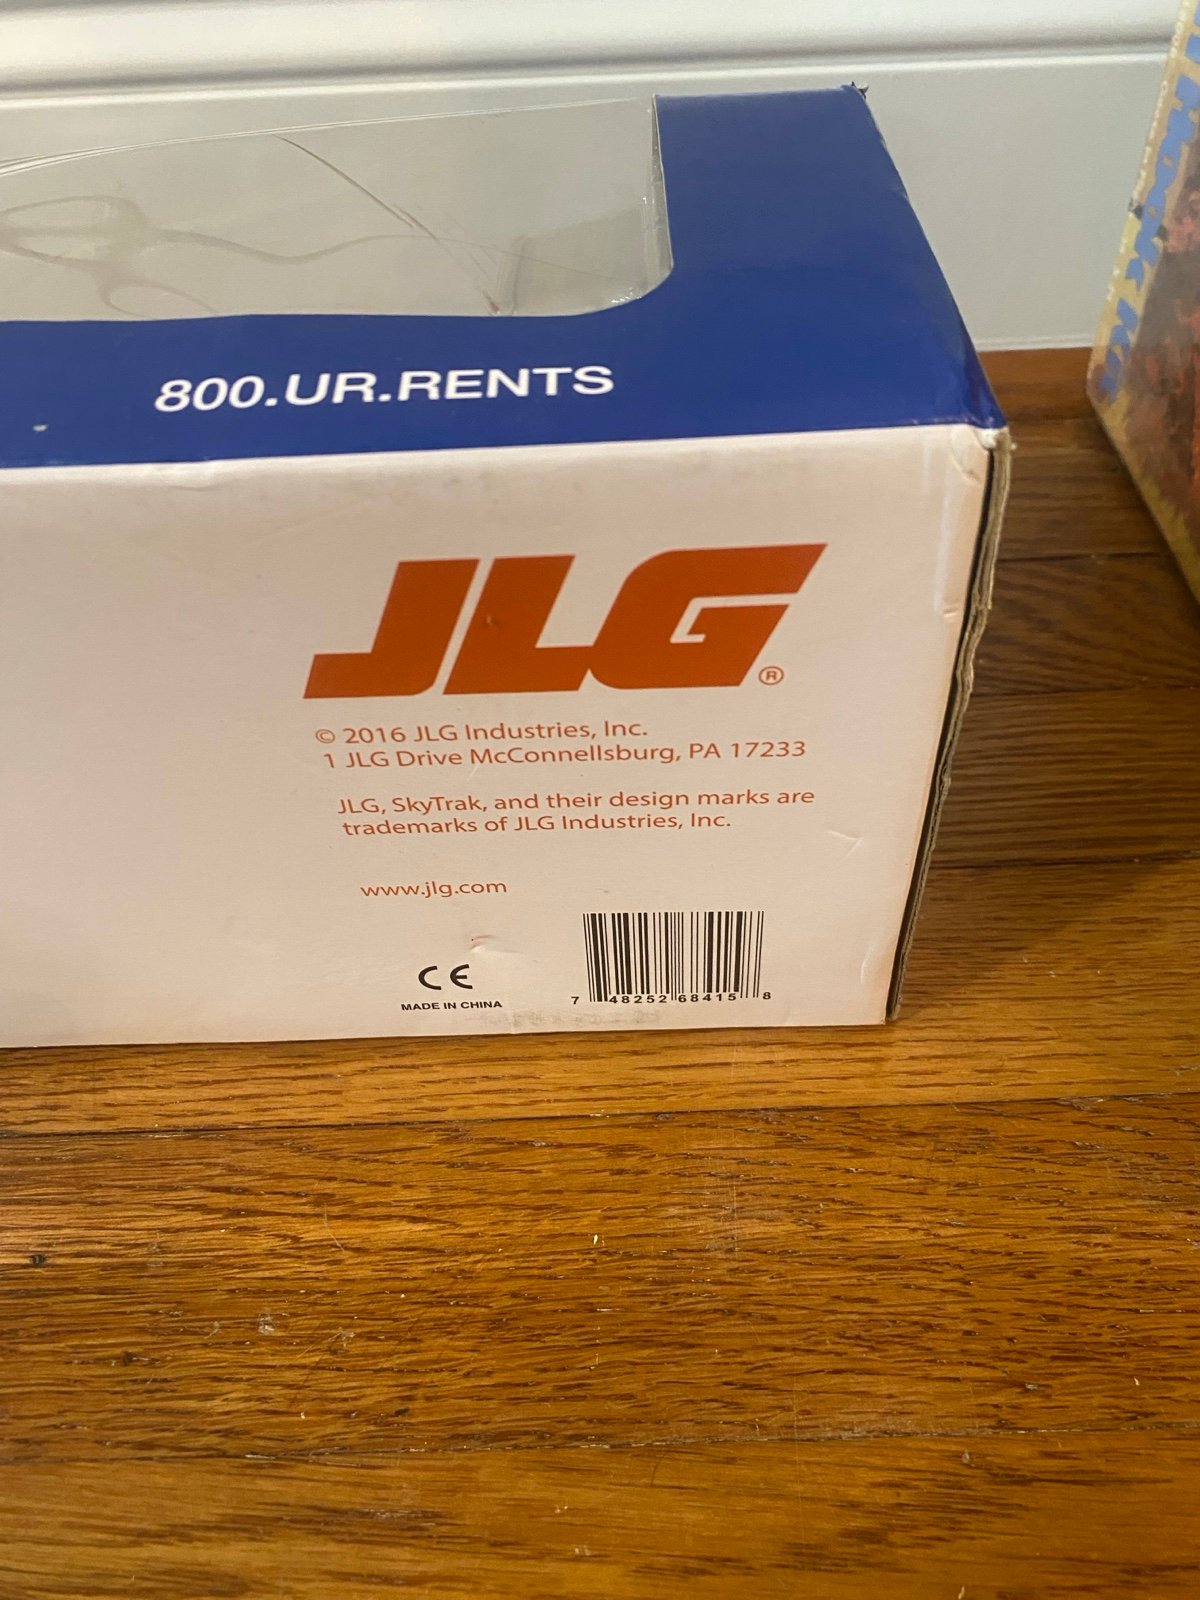 800.UR.RENTS
JLG®
© 2016 JLG Industries, Inc.
1 JLG Drive McConnellsburg, PA 17233
JLG, SkyTrak, and their design marks are
trademarks of JLG Industries, Inc.
www.jlg.com
CE
MADE IN CHINA
7 48252 68415 8